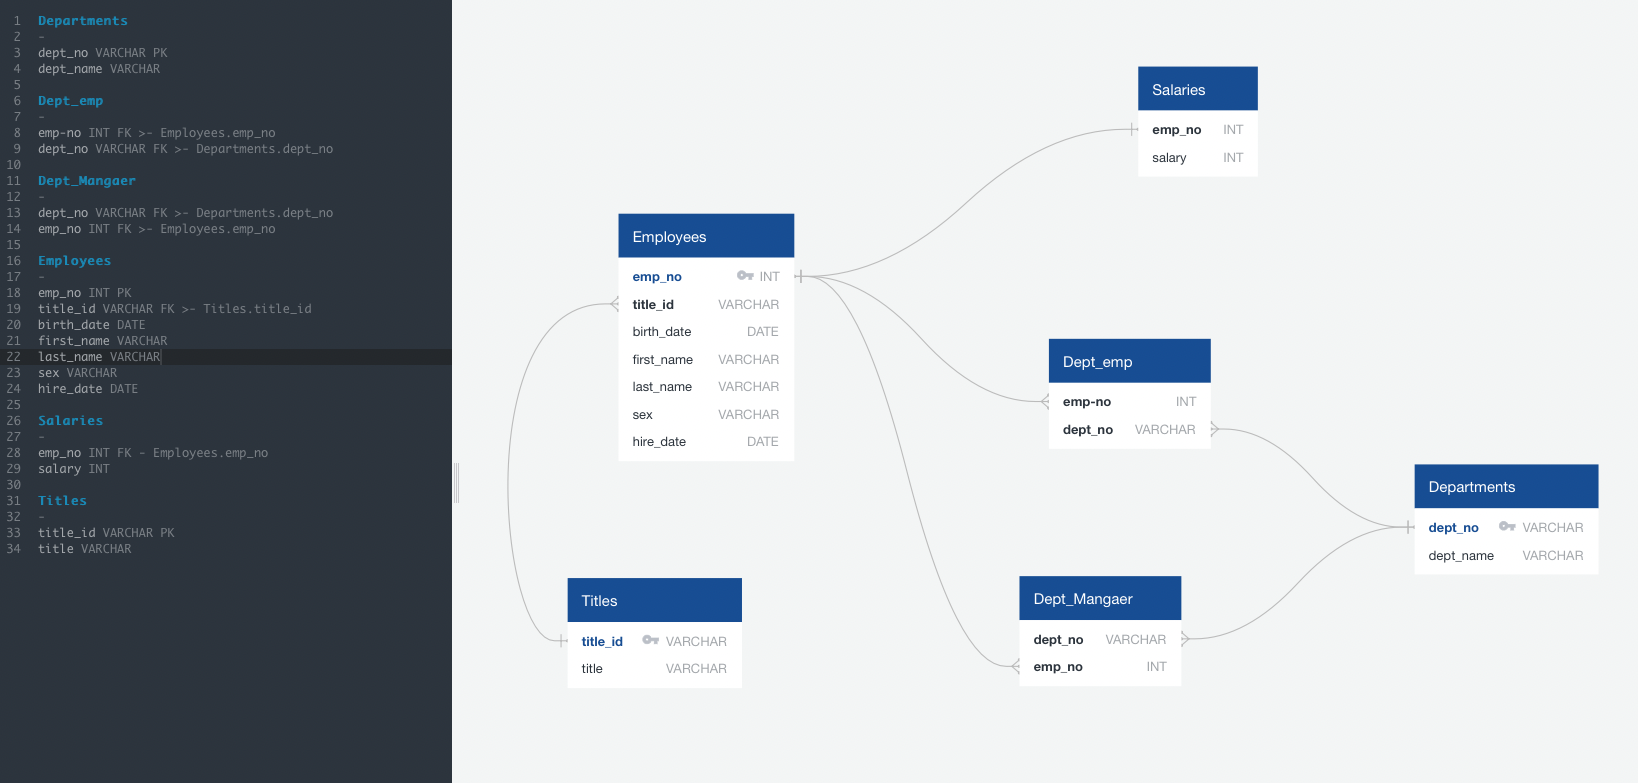 1 Departments
2 -
3 dept_no VARCHAR PK
4 dept_name VARCHAR
5
6 Dept_emp
7 -
8 emp-no INT FK >- Employees.emp_no
9 dept_no VARCHAR FK >- Departments.dept_no
10
11 Dept_Mangaer
12 -
13 dept_no VARCHAR FK >- Departments.dept_no
14 emp_no INT FK >- Employees.emp_no
15
16 Employees
17 -
18 emp_no INT PK
19 title_id VARCHAR FK >- Titles.title_id
20 birth_date DATE
21 first_name VARCHAR
22 last_name VARCHAR
23 sex VARCHAR
24 hire_date DATE
25
26 Salaries
27 -
28 emp_no INT FK - Employees.emp_no
29 salary INT
30
31 Titles
32 -
33 title_id VARCHAR PK
34 title VARCHAR
Salaries
emp_no INT
salary INT
Employees
emp_no INT
title_id VARCHAR
birth_date DATE
first_name VARCHAR
last_name VARCHAR
sex VARCHAR
hire_date DATE
Dept_emp
emp-no INT
dept_no VARCHAR
Departments
dept_no VARCHAR
dept_name VARCHAR
Titles
title_id VARCHAR
title VARCHAR
Dept_Mangaer
dept_no VARCHAR
emp_no INT